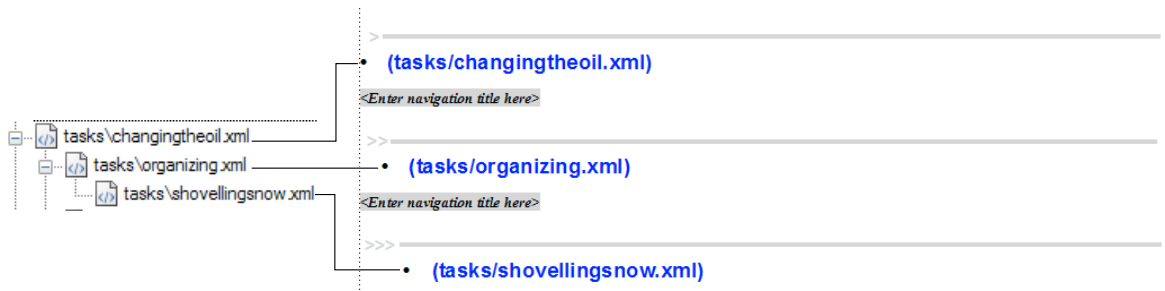 >
(tasks/changingtheoil.xml)
<Enter navigation title here>
tasks\changingtheoil.xml
>>
tasks\organizing.xml
(tasks/organizing.xml)
tasks\shovellingsnow.xml
<Enter navigation title here>
>>>
(tasks/shovellingsnow.xml)